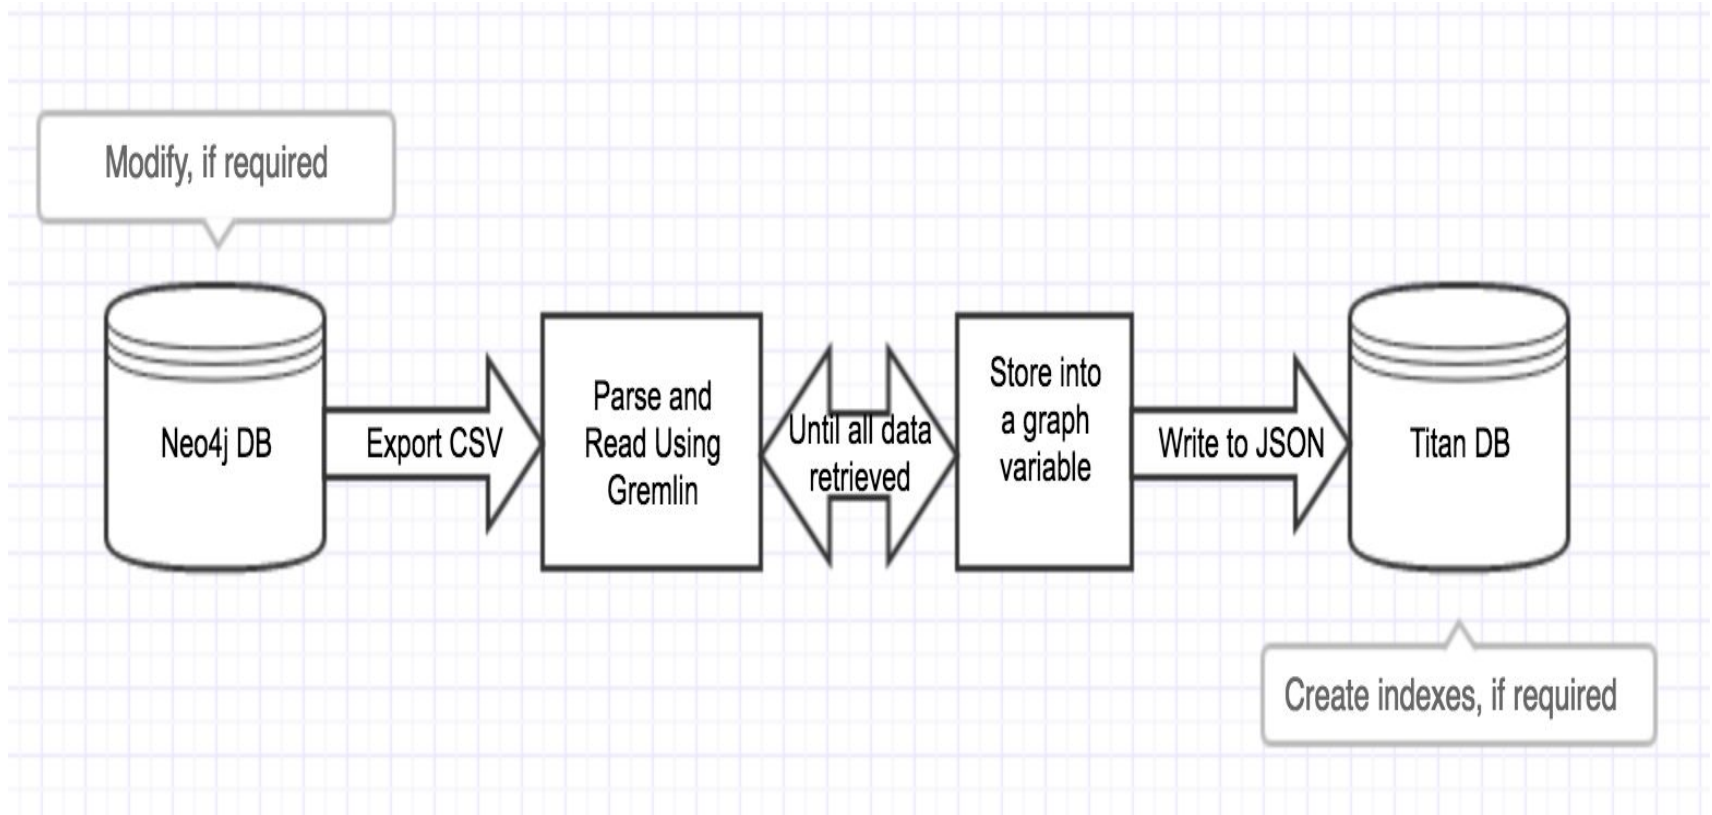 Modify, if required
Neo4j DB
Export CSV
Parse and
Read Using
Gremlin
Until all data
retrieved
Store into
a graph
variable
Write to JSON
Titan DB
Create indexes, if required